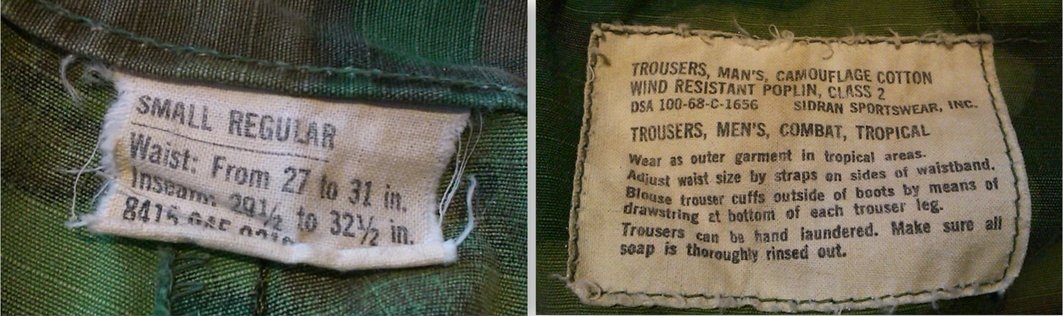 SMALL REGULAR
Waist: From 27 to 31 in.
Inseam 29½ to 32½ in.
8415
TROUSERS, MAN'S, CAMOUFLAGE COTTON
WIND RESISTANT POPLIN, CLASS 2
DSA 100-68-C-1656 SIDRAN SPORTSWEAR, INC.
TROUSERS, MEN'S, COMBAT, TROPICAL
Wear as outer garment in tropical areas.
Adjust waist size by straps on sides of waistband.
Blouse trouser cuffs outside of boots by means of
drawstring at bottom of each trouser leg.
Trousers can be hand laundered. Make sure all
soap is thoroughly rinsed out.